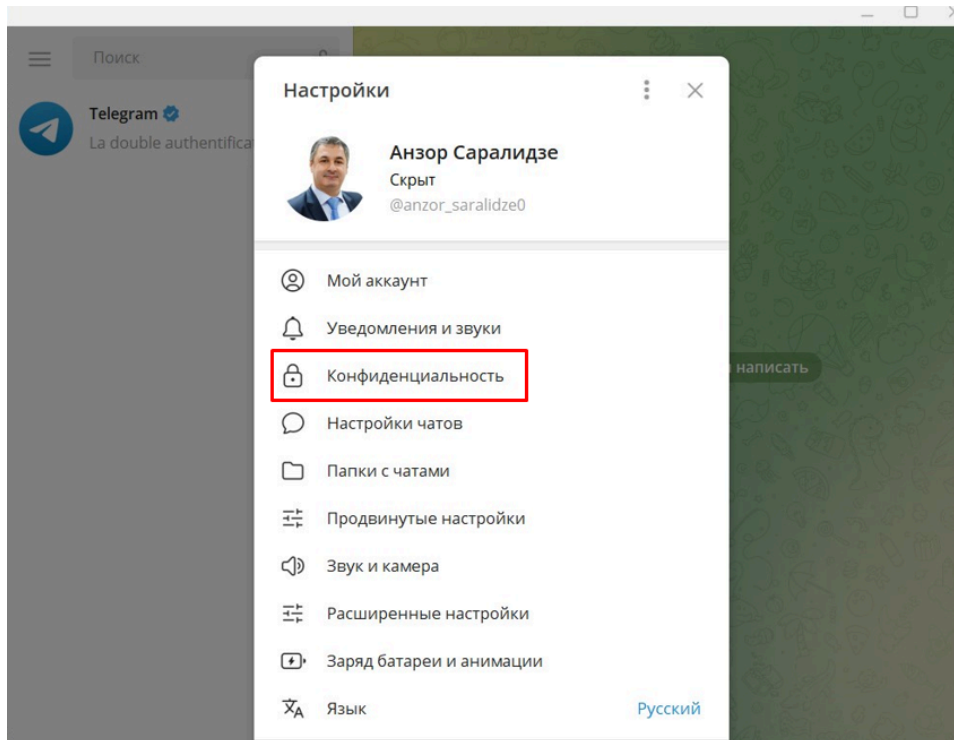 Поиск
Telegram
La double authentifica
Настройки
Анзор Саралидзе
Скрыт
@anzor_saralidze0
Мой аккаунт
Уведомления и звуки
Конфиденциальность
написать
Настройки чатов
Папки с чатами
Продвинутые настройки
Звук и камера
Расширенные настройки
Заряд батареи и анимации
Язык
Русский